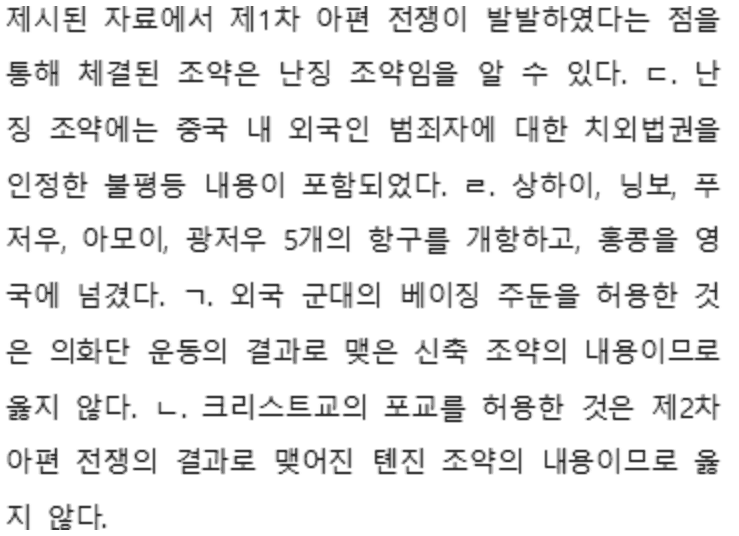 제시된 자료에서 제1차 아편 전쟁이 발발하였다는 점을
통해 체결된 조약은 난징 조약임을 알 수 있다. ㄷ. 난
징 조약에는 중국 내 외국인 범죄자에 대한 치외법권을
인정한 불평등 내용이 포함되었다. ㄹ. 상하이, 닝보, 푸
저우, 아모이, 광저우 5개의 항구를 개항하고, 홍콩을 영
국에 넘겼다. ㄱ. 외국 군대의 베이징 주둔을 허용한 것
은 의화단 운동의 결과로 맺은 신축 조약의 내용이므로
옳지 않다. ㄴ. 크리스트교의 포교를 허용한 것은 제2차
아편 전쟁의 결과로 맺어진 톈진 조약의 내용이므로 옳
지 않다.